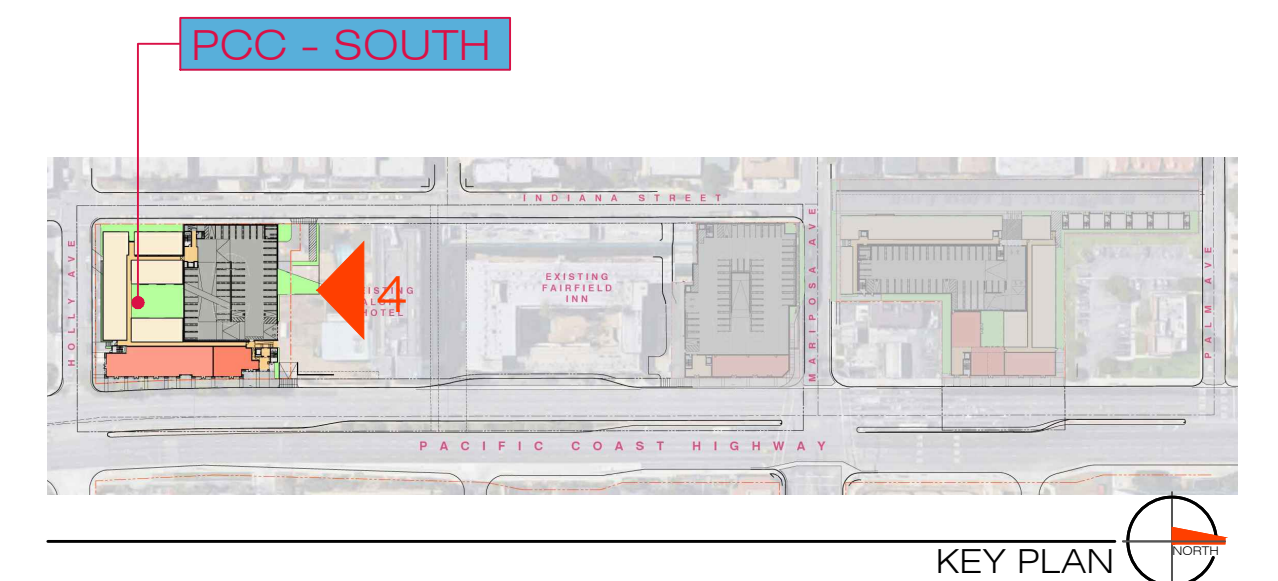 PCC - SOUTH
INDIANA STREET
HOLLY AVE
4
HOTEL
EXISTING
FAIRFIELD
INN
MARIPOSA AVE
PALM AVE
PACIFIC COAST HIGHWAY
KEY PLAN
NORTH